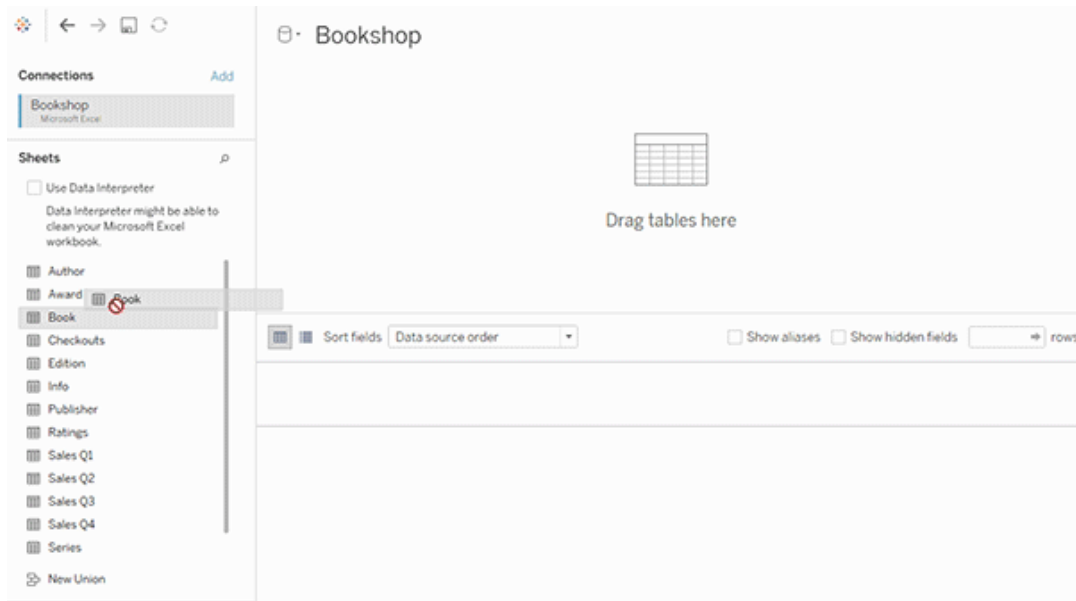 Bookshop
Connections Add
Bookshop
Microsoft Excel
Sheets
Use Data Interpreter
Data Interpreter might be able to
clean your Microsoft Excel
workbook.
Drag tables here
Author
Award
Book
Book
Checkouts
Edition
Info
Publisher
Ratings
Sales Q1
Sales Q2
Sales Q3
Sales Q4
Series
New Union
Sort fields Data source order Show aliases Show hidden fields rows